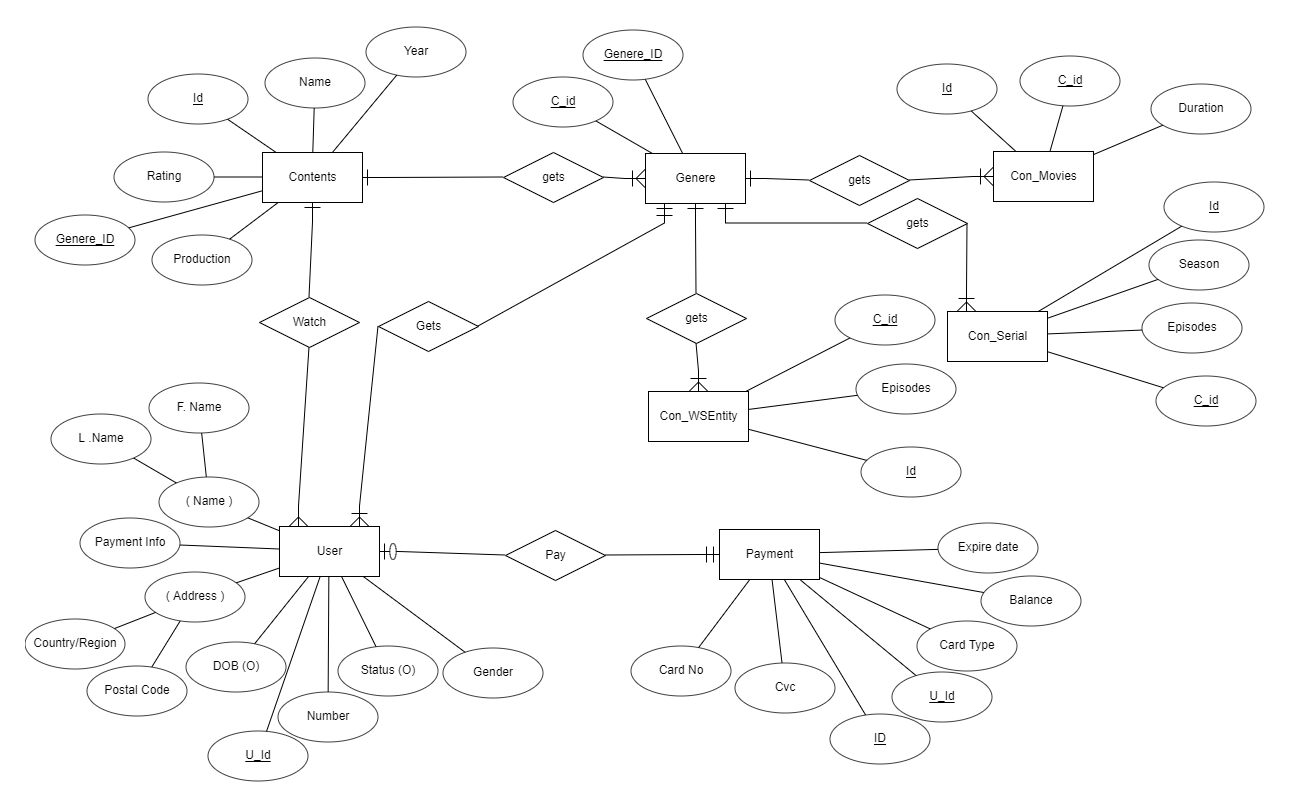 Year
Genere_ID
Name
Id
C_id
Id
C_id
Duration
Rating
Contents
gets
Genere
gets
Con_Movies
Id
Genere_ID
Production
gets
Season
Watch
Gets
gets
C_id
Episodes
Con_Serial
Episodes
C_id
F. Name
L .Name
Con_WSEntity
Id
( Name )
Payment Info
User
Pay
Payment
Expire date
( Address )
Balance
Country/Region
DOB (O)
Status (O)
Gender
Card No
Card Type
Postal Code
Number
Cvc
U_Id
U_Id
ID